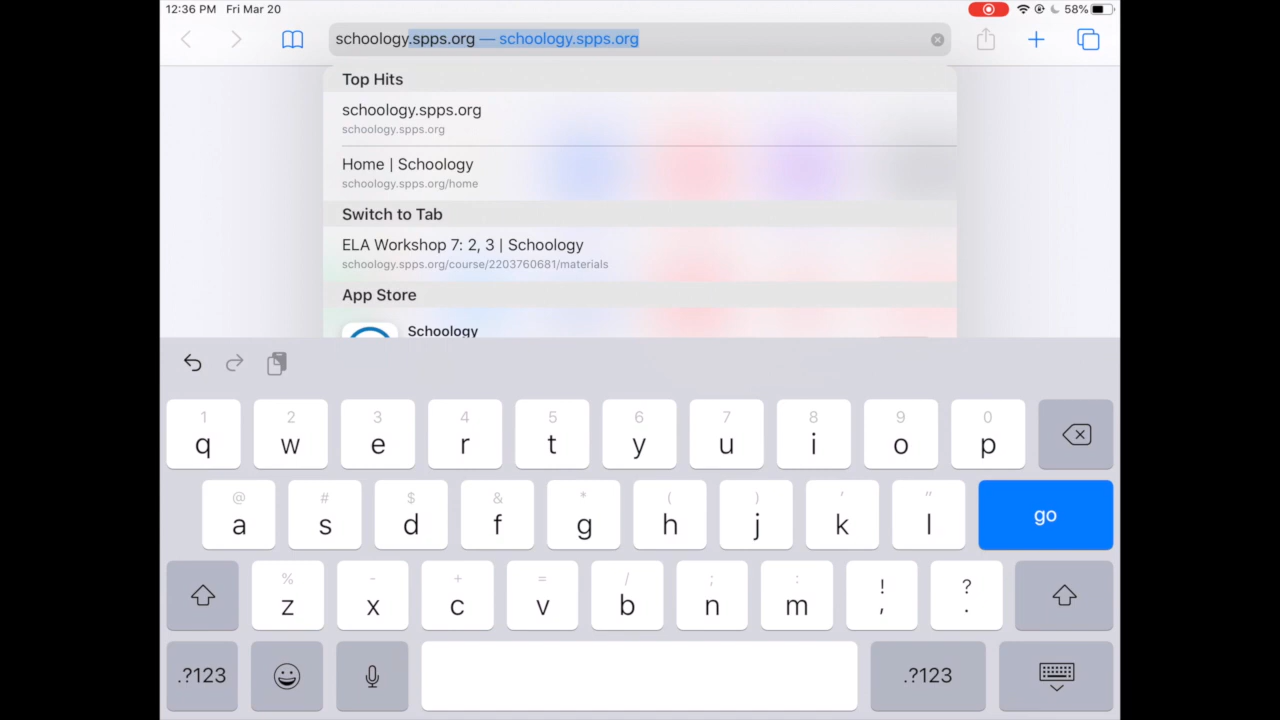 12:36 PM Fri Mar 20 58%
schoology.spps.org — schoology.spps.org
Top Hits
schoology.spps.org
schoology.spps.org
Home | Schoology
schoology.spps.org/home
Switch to Tab
ELA Workshop 7: 2, 3 | Schoology
schoology.spps.org/course/2203760681/materials
App Store
Schoology
1 2 3 4 5 6 7 8 9 0
q w e r t y u i o p
@ # $ & * ( ) ' "
a s d f g h j k l go
% - + = / ; : ! ?
z x c v b n m , .
.?123 .?123